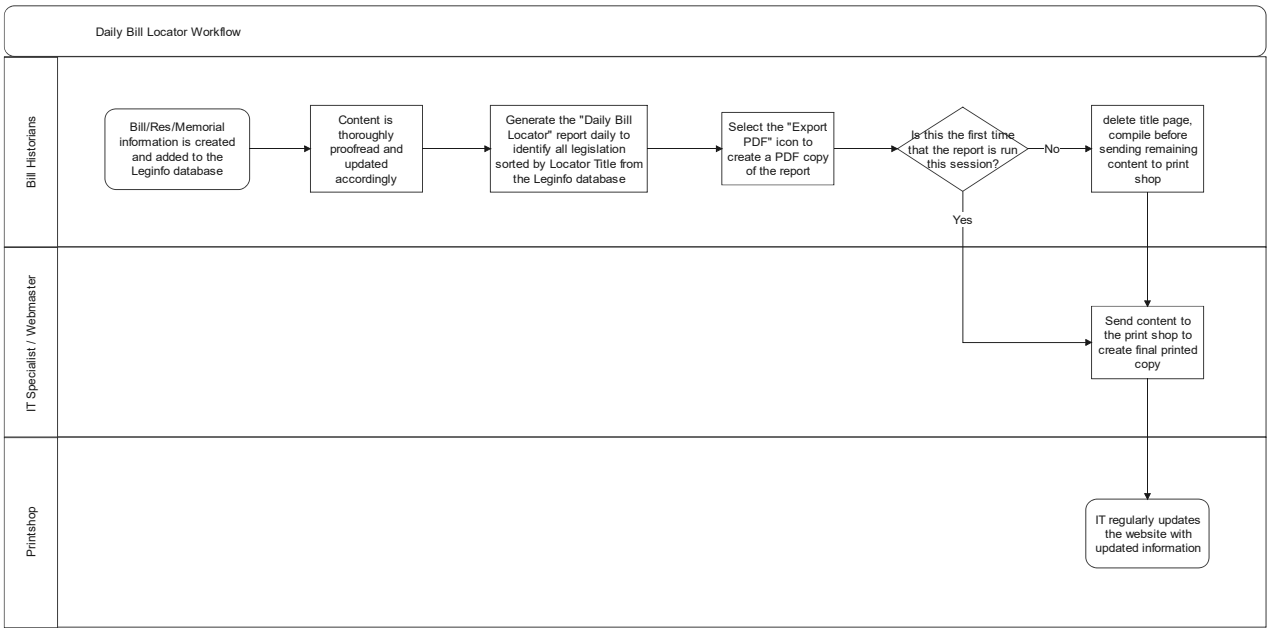 Daily Bill Locator Workflow
Bill Historians
Bill/Res/Memorial
information is created
and added to the
Leginfo database
Content is
thoroughly
proofread and
updated
accordingly
Generate the "Daily Bill
Locator" report daily to
identify all legislation
sorted by Locator Title from
the Leginfo database
Select the "Export
PDF" icon to
create a PDF copy
of the report
Is this the first time
that the report is run
this session?
No
delete title page,
compile before
sending remaining
content to print
shop
Yes
IT Specialist / Webmaster
Send content to
the print shop to
create final printed
copy
Printshop
IT regularly updates
the website with
updated information